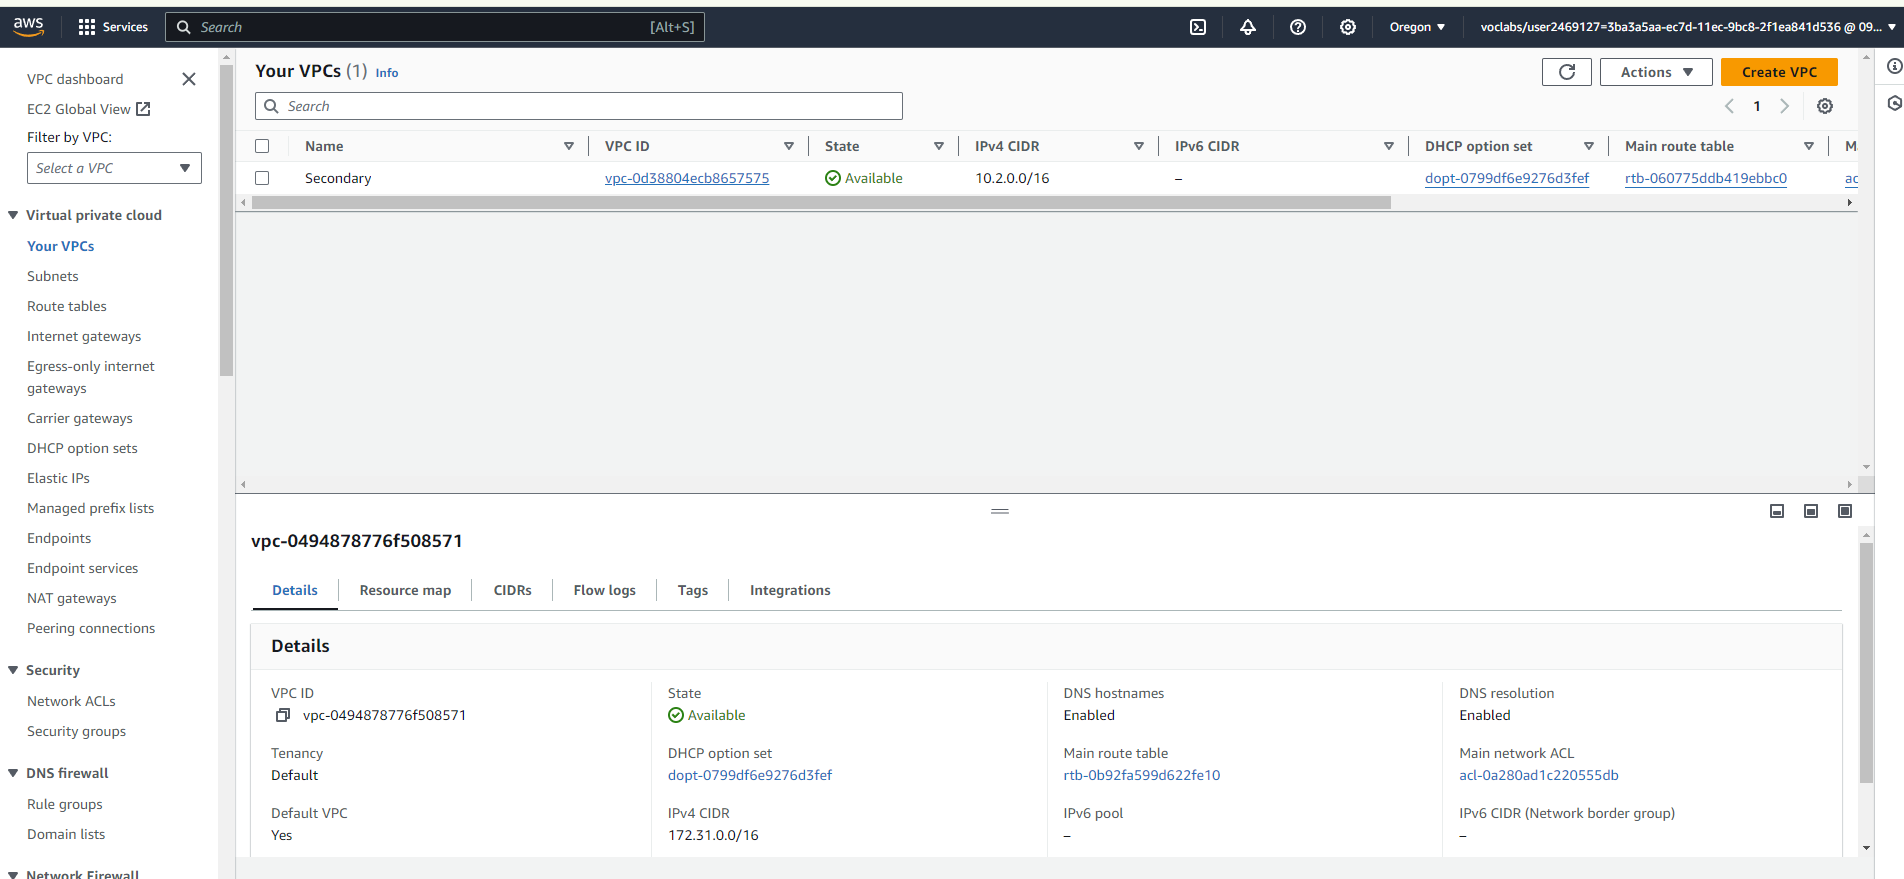 aws Services Search [Alt+S] Oregon voclabs/user2469127=3ba3a5aa-ec7d-11ec-9bc8-2f1ea841d536 @ 09...
VPC dashboard
EC2 Global View
Filter by VPC:
Select a VPC
Virtual private cloud
Your VPCs
Subnets
Route tables
Internet gateways
Egress-only internet
gateways
Carrier gateways
DHCP option sets
Elastic IPs
Managed prefix lists
Endpoints
Endpoint services
NAT gateways
Peering connections
Security
Network ACLs
Security groups
DNS firewall
Rule groups
Domain lists
Network Firewall
Your VPCs (1) Info
Actions Create VPC
Search
1
Name VPC ID State IPv4 CIDR IPv6 CIDR DHCP option set Main route table M
Secondary vpc-0d38804ecb8657575 Available 10.2.0.0/16 – dopt-0799df6e9276d3fef rtb-060775ddb419ebbc0 ac
vpc-0494878776f508571
Details Resource map CIDRs Flow logs Tags Integrations
Details
VPC ID State DNS hostnames DNS resolution
vpc-0494878776f508571 Available Enabled Enabled
Tenancy DHCP option set Main route table Main network ACL
Default dopt-0799df6e9276d3fef rtb-0b92fa599d622fe10 acl-0a280ad1c220555db
Default VPC IPv4 CIDR IPv6 pool IPv6 CIDR (Network border group)
Yes 172.31.0.0/16 – –